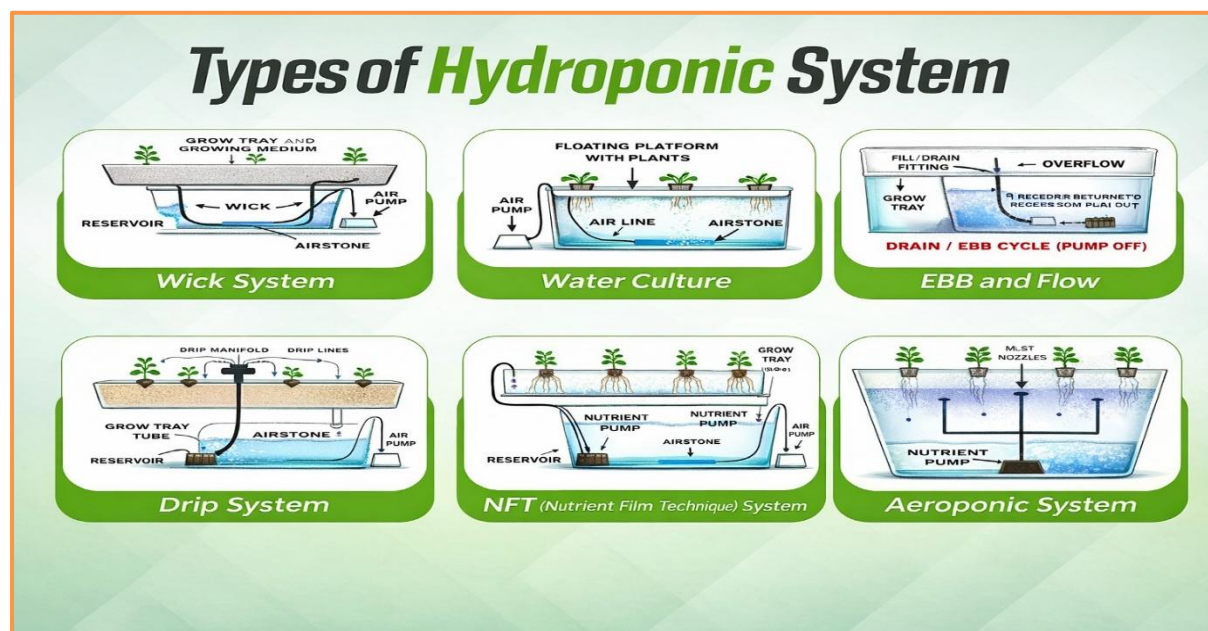 Types of Hydroponic System
GROW TRAY AND
GROWING MEDIUM
WICK
AIR
PUMP
RESERVOIR
AIRSTONE
Wick System
FLOATING PLATFORM
WITH PLANTS
AIR
PUMP
AIR LINE
AIRSTONE
Water Culture
FILL/DRAIN
FITTING
OVERFLOW
GROW
TRAY
DRAIN / EBB CYCLE (PUMP OFF)
EBB and Flow
DRIP MANIFOLD
DRIP LINES
GROW TRAY
TUBE
AIRSTONE
AIR
PUMP
RESERVOIR
Drip System
GROW
TRAY
NUTRIENT
PUMP
NUTRIENT
PUMP
AIR
PUMP
AIRSTONE
RESERVOIR
NFT (Nutrient Film Technique) System
NOZZLES
NUTRIENT
PUMP
Aeroponic System